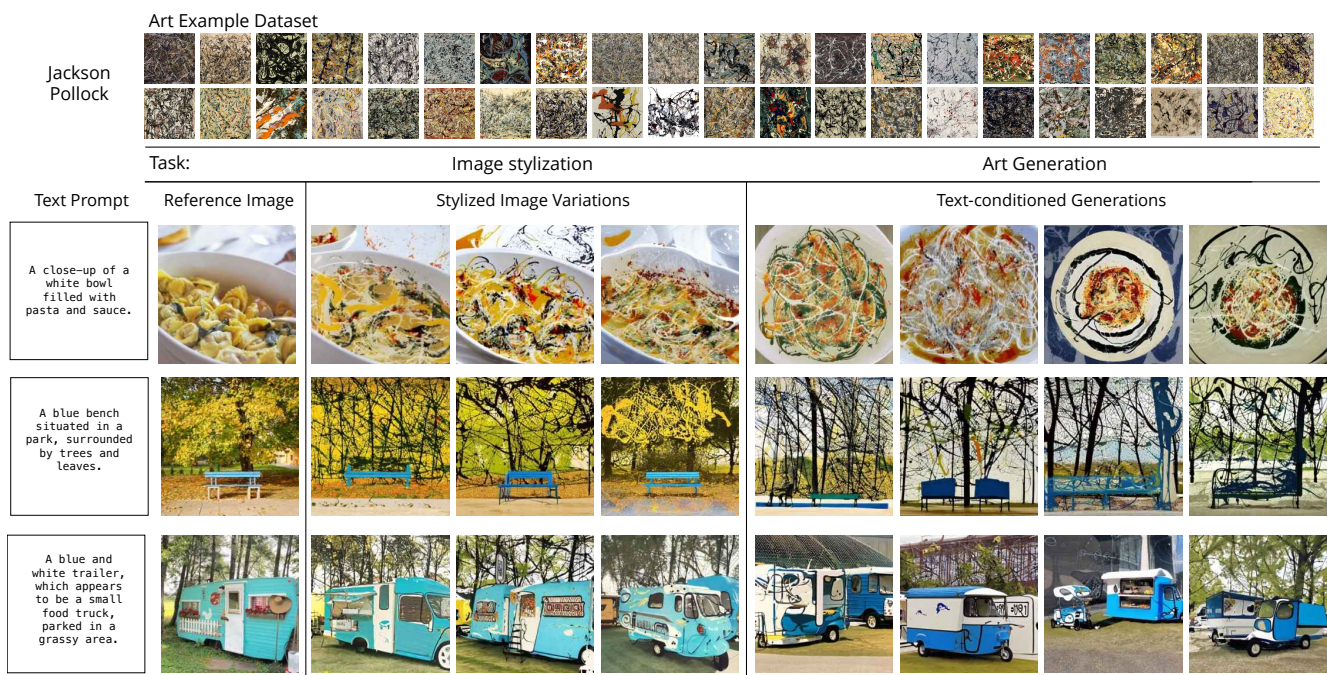 Art Example Dataset
Jackson
Pollock
Task:
Image stylization
Art Generation
Text Prompt
Reference Image
Stylized Image Variations
Text-conditioned Generations
A close-up of a
white bowl
filled with
pasta and sauce.
A blue bench
situated in a
park, surrounded
by trees and
leaves.
A blue and
white trailer,
which appears
to be a small
food truck,
parked in a
grassy area.